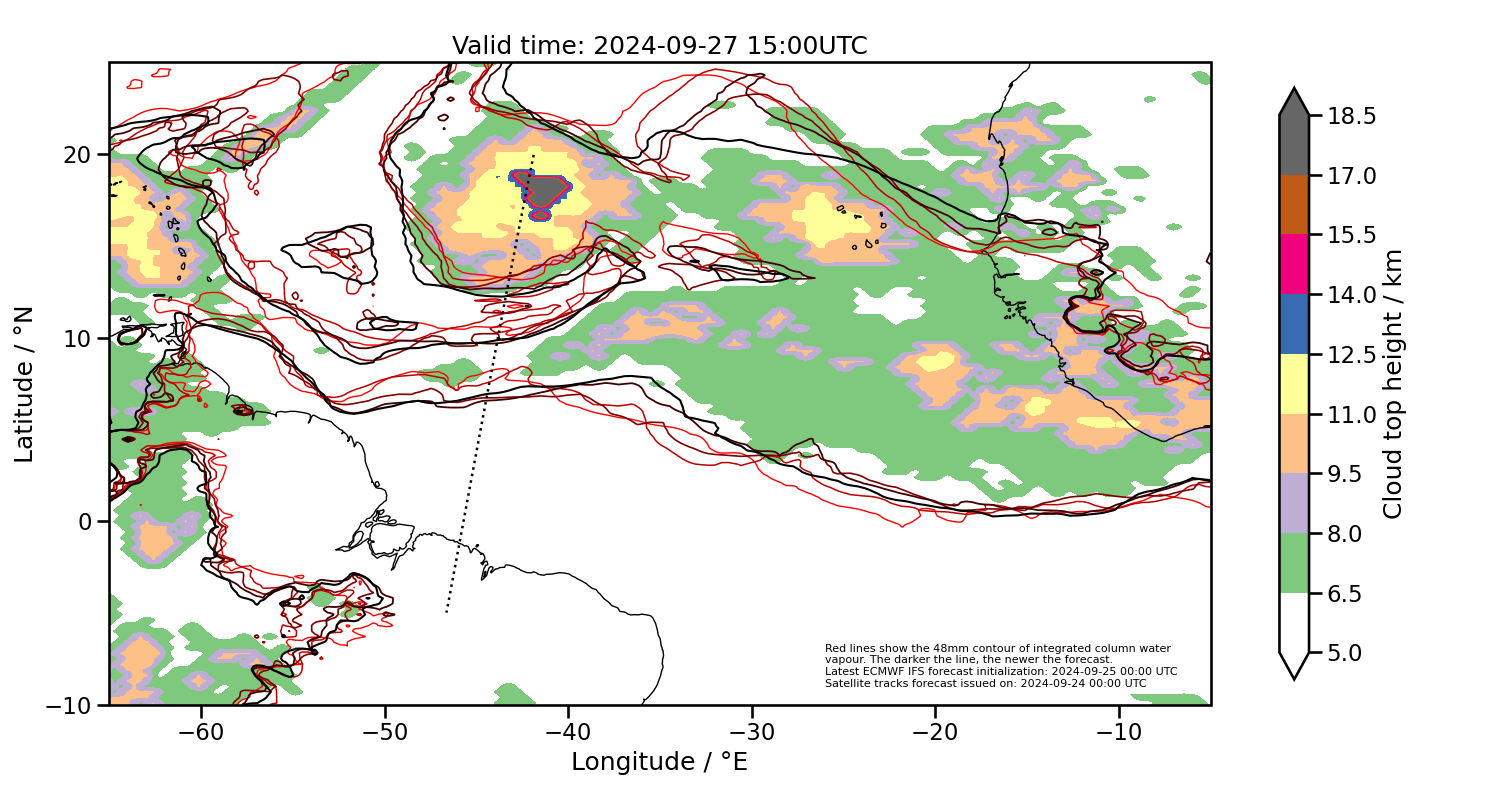 Valid time: 2024-09-27 15:00UTC
Latitude / °N
20
10
0
−10
−60
−50
−40
−30
−20
−10
Longitude / °E
Red lines show the 48mm contour of integrated column water
vapour. The darker the line, the newer the forecast.
Latest ECMWF IFS forecast initialization: 2024-09-25 00:00 UTC
Satellite tracks forecast issued on: 2024-09-24 00:00 UTC
18.5
17.0
15.5
14.0
12.5
11.0
9.5
8.0
6.5
5.0
Cloud top height / km